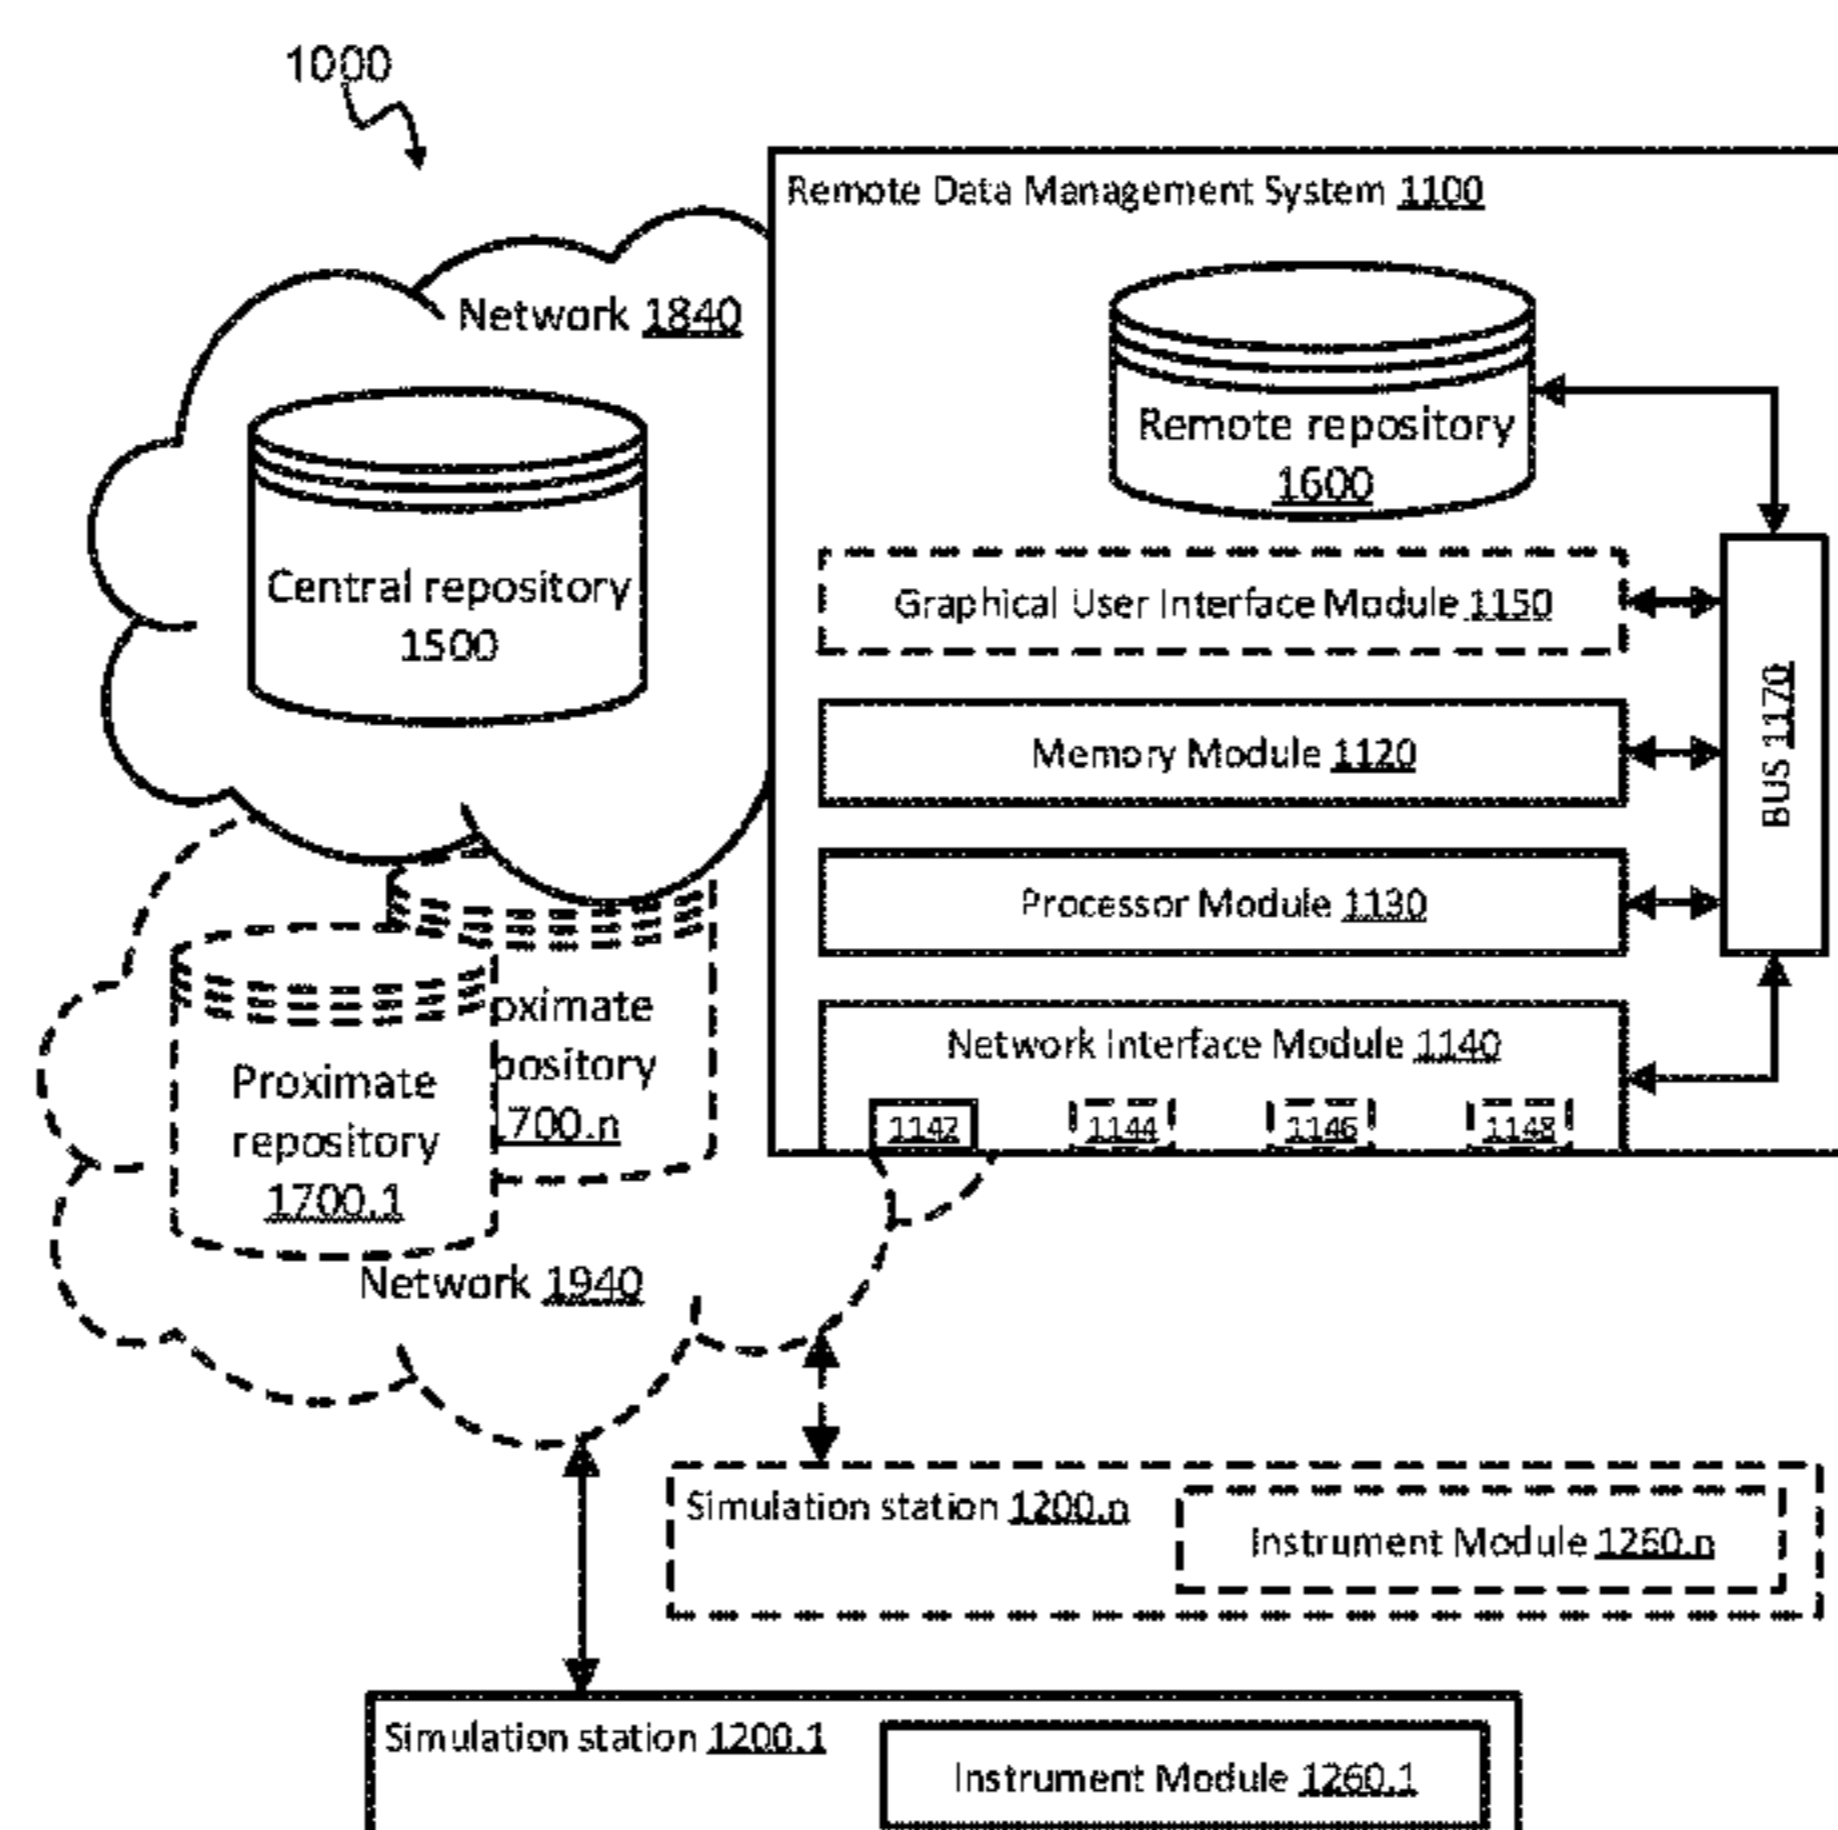 1000
Remote Data Management System 1100
Network 1840
Remote repository
1600
Central repository
1500
Graphical User Interface Module 1150
Memory Module 1120
BUS 1170
Processor Module 1130
Network Interface Module 1140
1142 1144 1146 1148
oximate
pository
700.n
Proximate
repository
1700.1
Network 1940
Simulation station 1200.n
Instrument Module 1260.n
Simulation station 1200.1
Instrument Module 1260.1